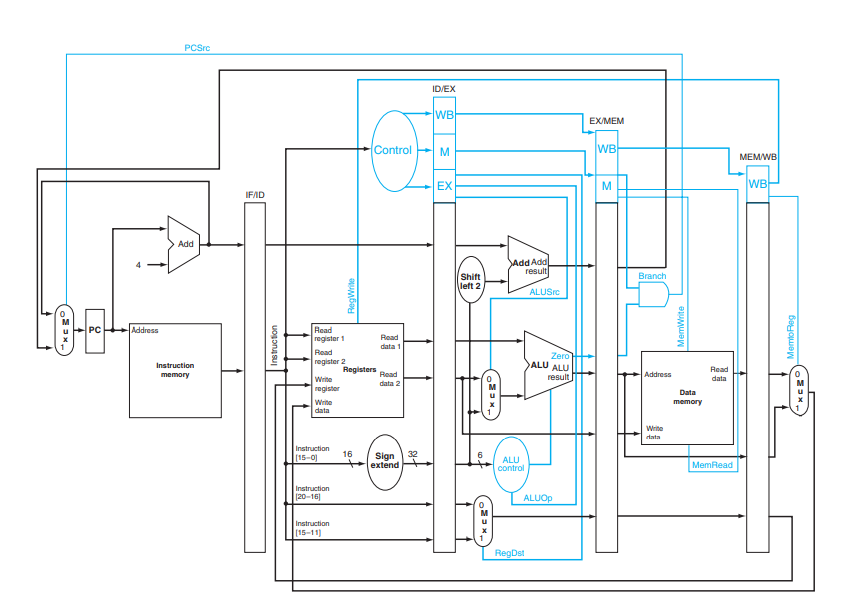 PCSrc
ID/EX
WB
EX/MEM
Control
M
WB
MEM/WB
EX
M
WB
IF/ID
Add
4
RegWrite
Shift
left 2
Add
Add
result
ALUSrc
Branch
MemWrite
MemtoReg
0
M
u
x
1
PC
Address
Instruction
memory
Instruction
Read
register 1
Read
register 2
Write
register
Write
data
Registers
Read
data 1
Read
data 2
0
M
u
x
1
ALU
Zero
ALU
result
Address
Read
data
Data
memory
Write
data
MemRead
0
M
u
x
1
Instruction
[15–0]
16
Sign
extend
32
6
ALU
control
ALUOp
Instruction
[20–16]
Instruction
[15–11]
0
M
u
x
1
RegDst